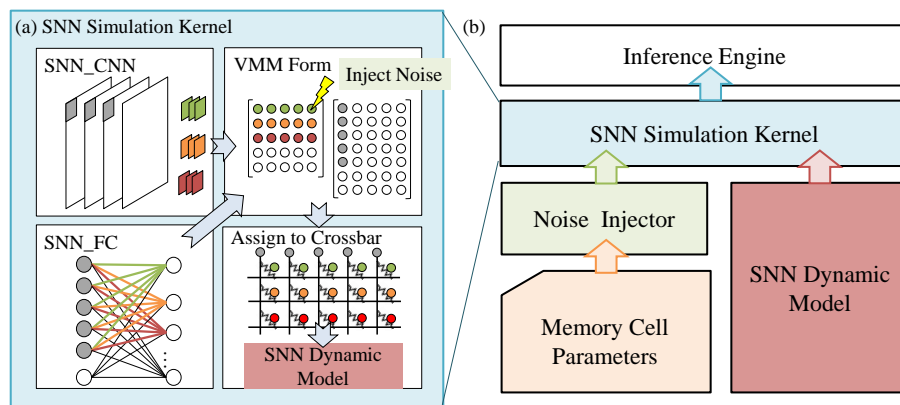 (a) SNN Simulation Kernel
SNN_CNN
VMM Form
Inject Noise
SNN_FC
Assign to Crossbar
SNN Dynamic
Model
(b)
Inference Engine
SNN Simulation Kernel
Noise Injector
Memory Cell
Parameters
SNN Dynamic
Model